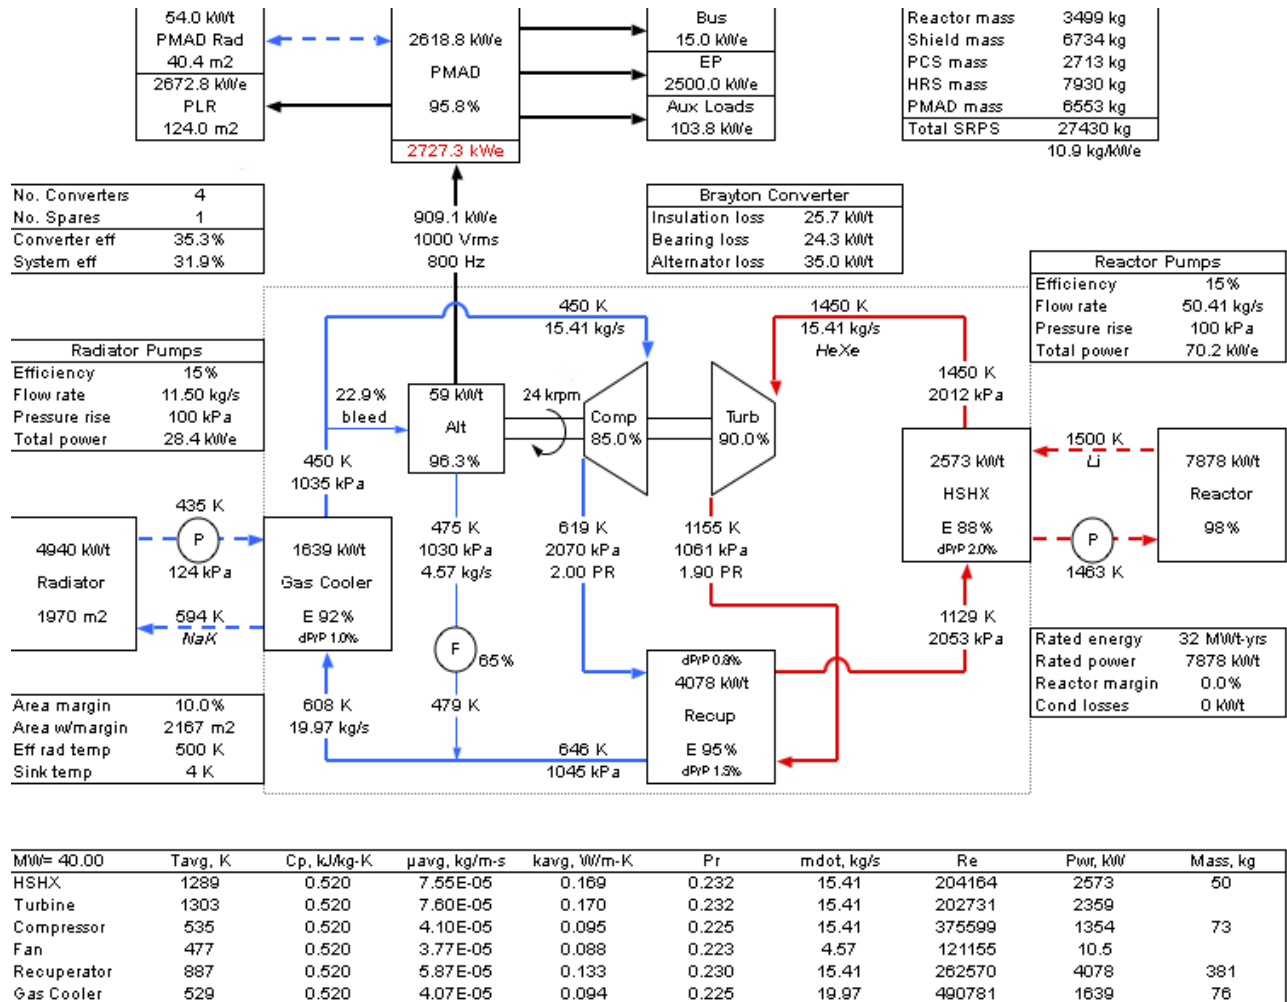 54.0 kWt
PMAD Rad
40.4 m2
2672.8 kWe
PLR
124.0 m2
2618.8 kWe
PMAD
95.8%
2727.3 kWe
Bus
15.0 kWe
EP
2500.0 kWe
Aux Loads
103.8 kWe
Reactor mass 3499 kg
Shield mass 6734 kg
PCS mass 2713 kg
HRS mass 7930 kg
PMAD mass 6553 kg
Total SRPS 27430 kg
10.9 kg/kWe
No. Converters 4
No. Spares 1
Converter eff 35.3%
System eff 31.9%
909.1 kWe
1000 Vrms
800 Hz
Brayton Converter
Insulation loss 25.7 kWt
Bearing loss 24.3 kWt
Alternator loss 35.0 kWt
Reactor Pumps
Efficiency 15%
Flow rate 50.41 kg/s
Pressure rise 100 kPa
Total power 70.2 kWe
450 K
15.41 kg/s
1450 K
15.41 kg/s
HeXe
Radiator Pumps
Efficiency 15%
Flow rate 11.50 kg/s
Pressure rise 100 kPa
Total power 28.4 kWe
22.9%
bleed
59 kWt
Alt
96.3%
24 krpm
Comp
85.0%
Turb
90.0%
1450 K
2012 kPa
450 K
1035 kPa
2573 kWt
HSHX
E 88%
dP/P 2.0%
1500 K
Li
P
1463 K
7878 kWt
Reactor
98%
4940 kWt
Radiator
1970 m2
435 K
P
124 kPa
594 K
NaK
1639 kWt
Gas Cooler
E 92%
dP/P 1.0%
475 K
1030 kPa
4.57 kg/s
F
65%
479 K
619 K
2070 kPa
2.00 PR
1155 K
1061 kPa
1.90 PR
1129 K
2053 kPa
dP/P 0.8%
4078 kWt
Recup
E 95%
dP/P 1.5%
Rated energy 32 MWt-yrs
Rated power 7878 kWt
Reactor margin 0.0%
Cond losses 0 kWt
Area margin 10.0%
Area w/margin 2167 m2
Eff rad temp 500 K
Sink temp 4 K
608 K
19.97 kg/s
646 K
1045 kPa
MW= 40.00 Tavg, K Cp, kJ/kg-K µavg, kg/m-s kavg, W/m-K Pr mdot, kg/s Re Pwr, kW Mass, kg
HSHX 1289 0.520 7.55E-05 0.169 0.232 15.41 204164 2573 50
Turbine 1303 0.520 7.60E-05 0.170 0.232 15.41 202731 2359
Compressor 535 0.520 4.10E-05 0.095 0.225 15.41 375599 1354 73
Fan 477 0.520 3.77E-05 0.088 0.223 4.57 121155 10.5
Recuperator 887 0.520 5.87E-05 0.133 0.230 15.41 262570 4078 381
Gas Cooler 529 0.520 4.07E-05 0.094 0.225 19.97 490781 1639 76